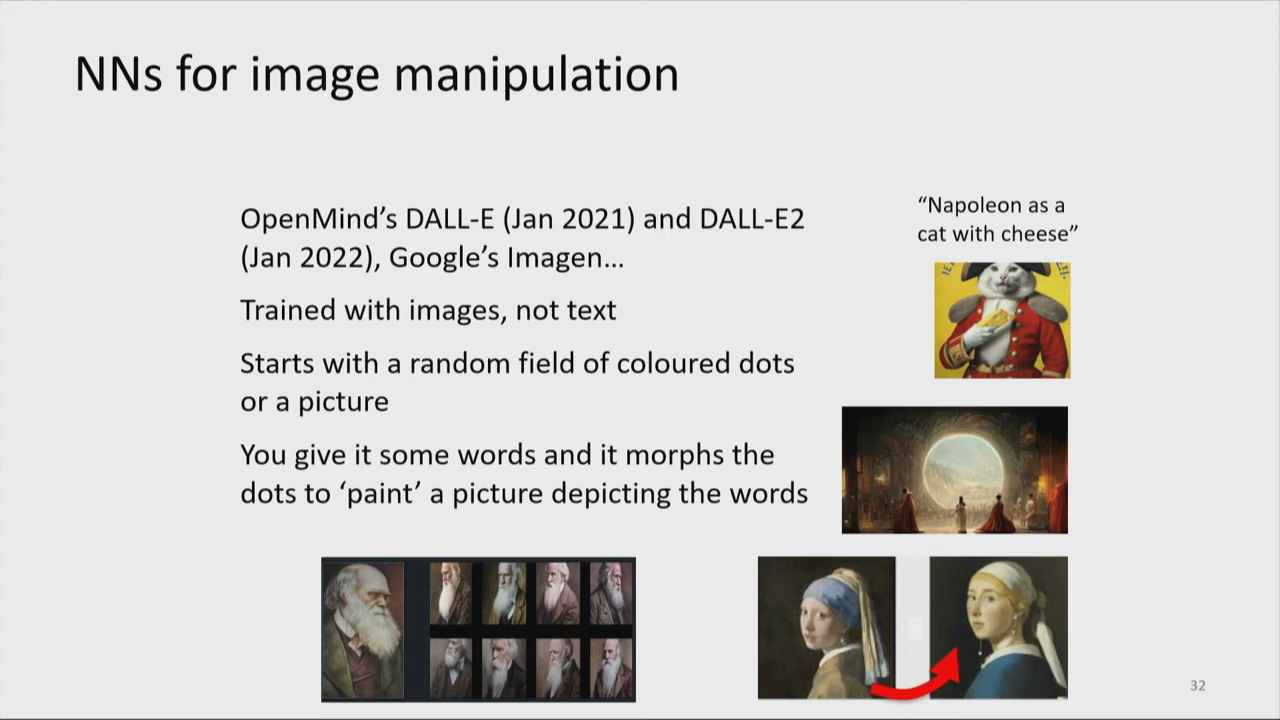 NNs for image manipulation
OpenMind’s DALL-E (Jan 2021) and DALL-E2
(Jan 2022), Google’s Imagen…
Trained with images, not text
Starts with a random field of coloured dots
or a picture
You give it some words and it morphs the
dots to ‘paint’ a picture depicting the words
“Napoleon as a
cat with cheese”
32